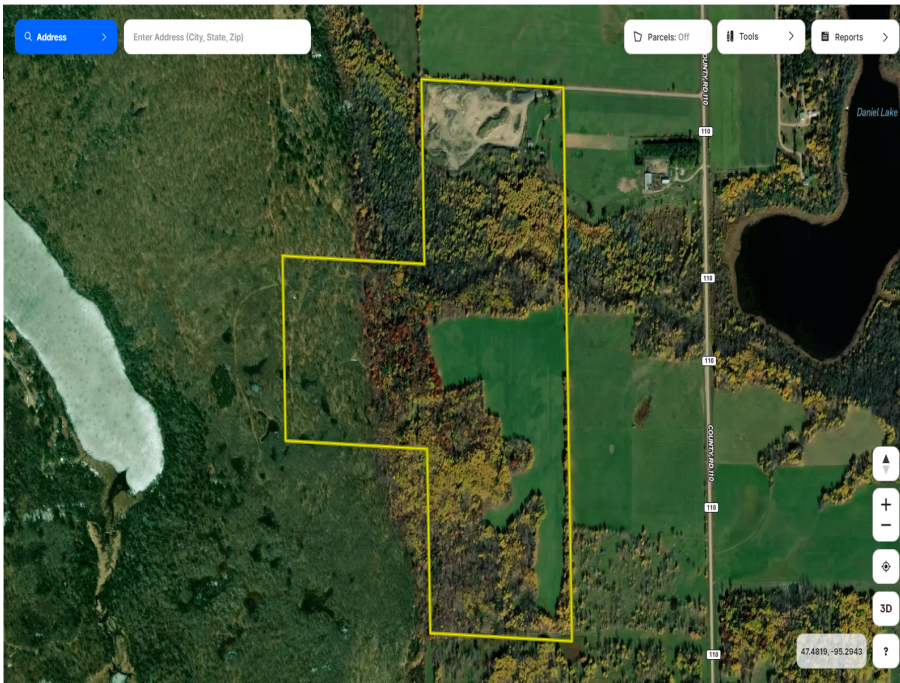 Address
Enter Address (City, State, Zip)
Parcels: Off
Tools
Reports
COUNTY RD 110
Daniel Lake
110
110
110
COUNTY RD 110
110
110
3D
47.4819, -95.2943
?